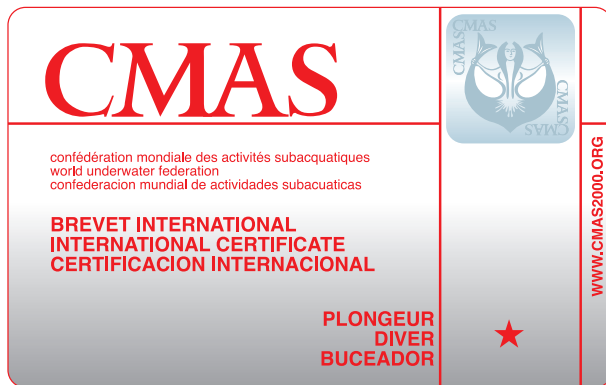 CMAS
CMAS
CMAS
CMAS
CMAS
confédération mondiale des activités subacquatiques
world underwater federation
confederacion mundial de actividades subacuaticas
BREVET INTERNATIONAL
INTERNATIONAL CERTIFICATE
CERTIFICACION INTERNACIONAL
PLONGEUR
DIVER
BUCEADOR
WWW.CMAS2000.ORG